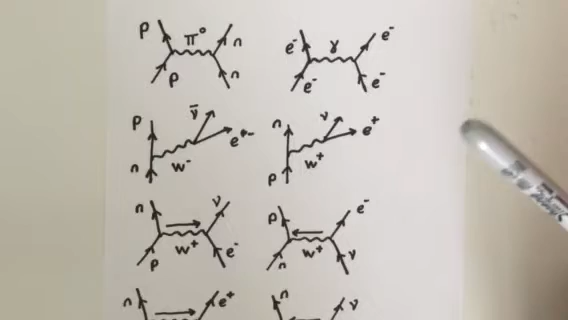 p π⁰ n
p n
e⁻ γ e⁻
e⁻ e⁻
p ν̄
e⁻
n w⁻
n ν
e⁺
p w⁺
n ν
w⁺
p e⁻
p e⁻
w⁺
n ν
n e⁺
n ν